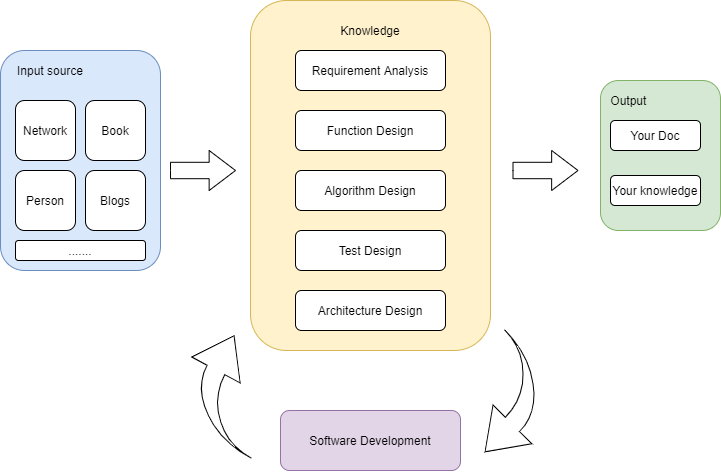 Input source
Network
Book
Person
Blogs
.......
Knowledge
Requirement Analysis
Function Design
Algorithm Design
Test Design
Architecture Design
Output
Your Doc
Your knowledge
Software Development